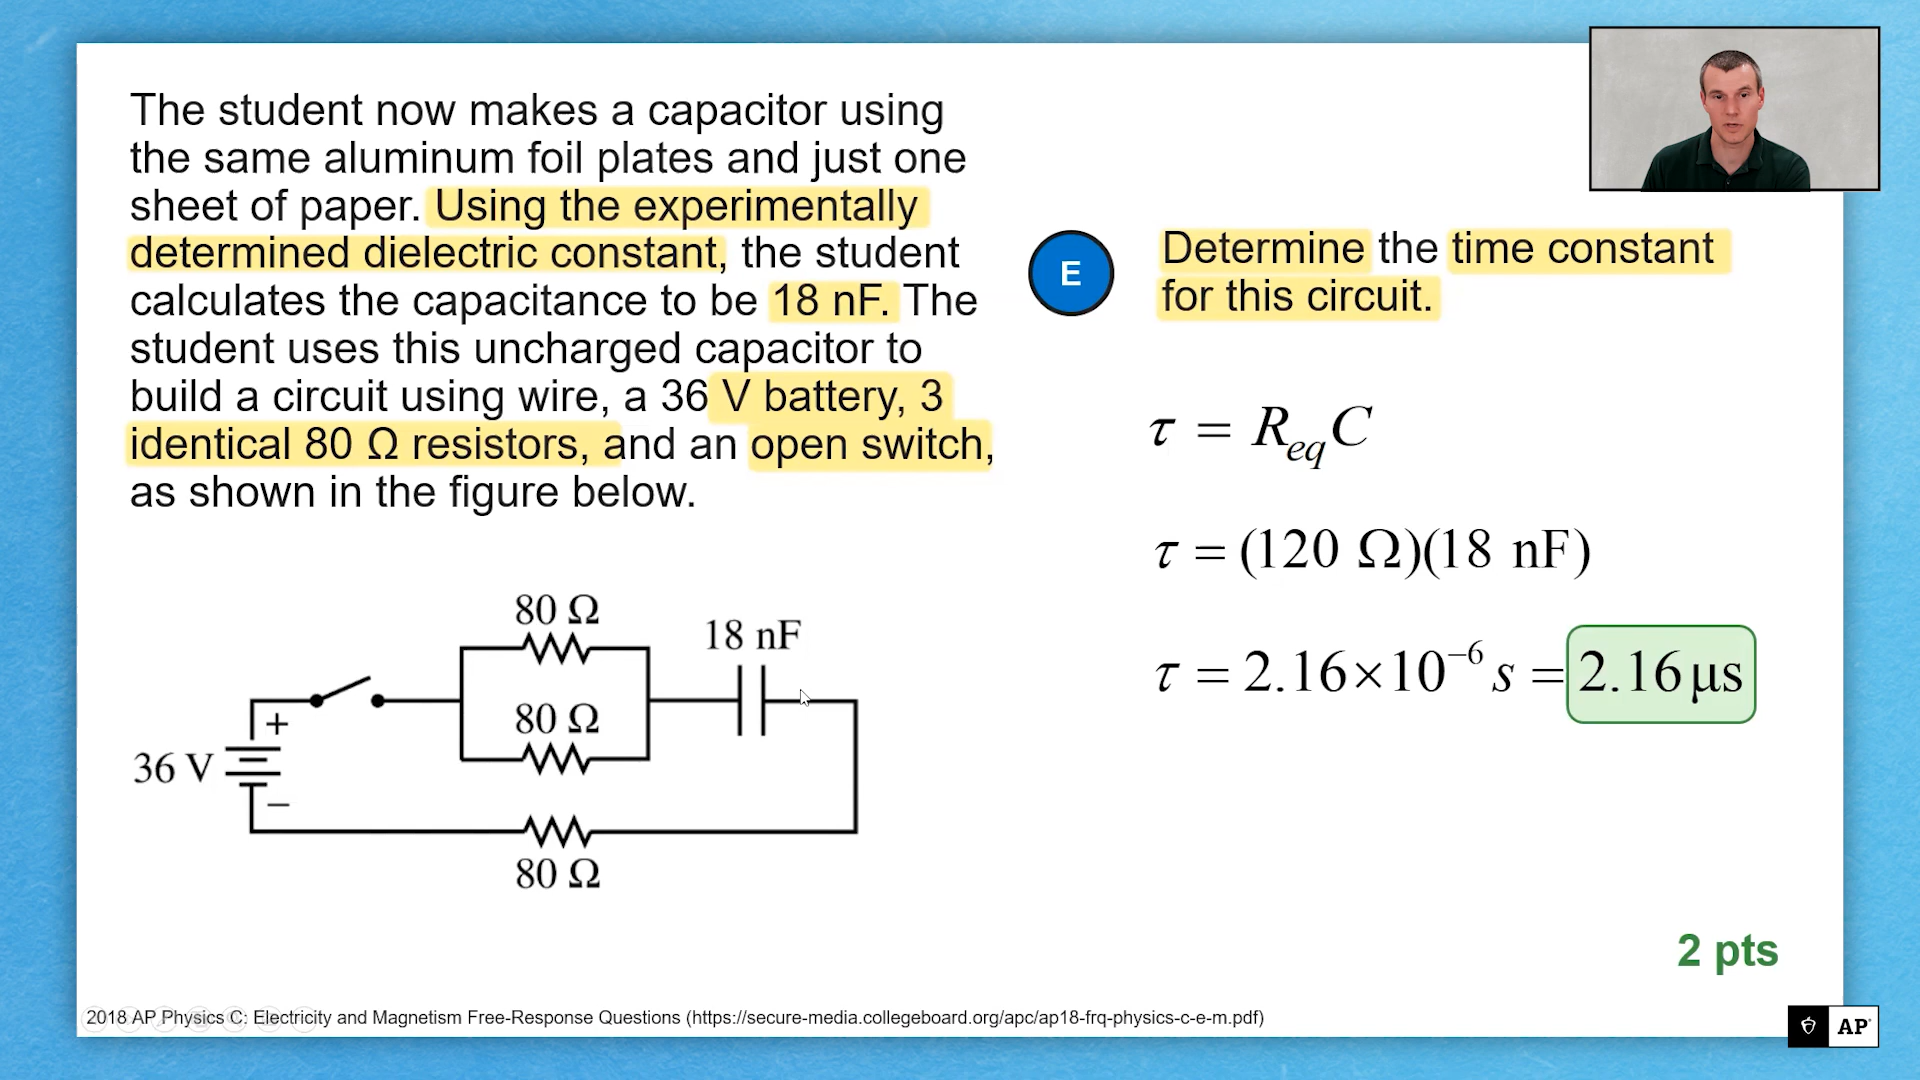 The student now makes a capacitor using
the same aluminum foil plates and just one
sheet of paper. Using the experimentally
determined dielectric constant, the student
calculates the capacitance to be 18 nF. The
student uses this uncharged capacitor to
build a circuit using wire, a 36 V battery, 3
identical 80 Ω resistors, and an open switch,
as shown in the figure below.
E
Determine the time constant
for this circuit.
τ = R_eq C
τ = (120 Ω)(18 nF)
τ = 2.16×10⁻⁶ s = 2.16 μs
80 Ω
18 nF
+
80 Ω
36 V
−
80 Ω
2 pts
2018 AP Physics C: Electricity and Magnetism Free-Response Questions (https://secure-media.collegeboard.org/apc/ap18-frq-physics-c-e-m.pdf)
AP